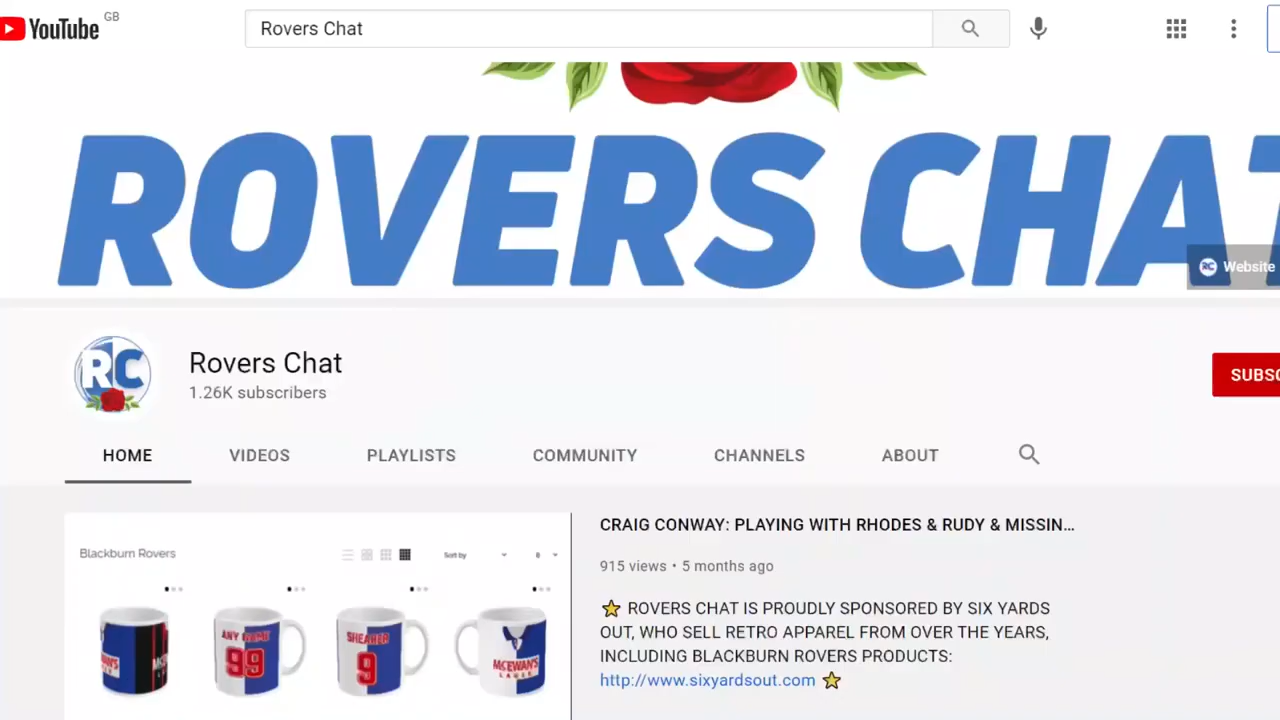 YouTube GB
Rovers Chat
ROVERS CHAT
Website
RC
Rovers Chat
1.26K subscribers
SUBSC
HOME VIDEOS PLAYLISTS COMMUNITY CHANNELS ABOUT
CRAIG CONWAY: PLAYING WITH RHODES & RUDY & MISSIN...
915 views • 5 months ago
⭐ ROVERS CHAT IS PROUDLY SPONSORED BY SIX YARDS
OUT, WHO SELL RETRO APPAREL FROM OVER THE YEARS,
INCLUDING BLACKBURN ROVERS PRODUCTS:
http://www.sixyardsout.com ⭐
Blackburn Rovers
Sort by
ANY NAME
99
SHEARER
9
McEWAN'S
LAGER